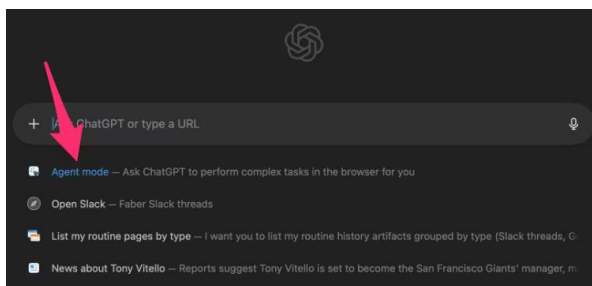 Ask ChatGPT or type a URL
Agent mode — Ask ChatGPT to perform complex tasks in the browser for you
Open Slack — Faber Slack threads
List my routine pages by type — I want you to list my routine history artifacts grouped by type (Slack threads,
News about Tony Vitello — Reports suggest Tony Vitello is set to become the San Francisco Giants' manager,